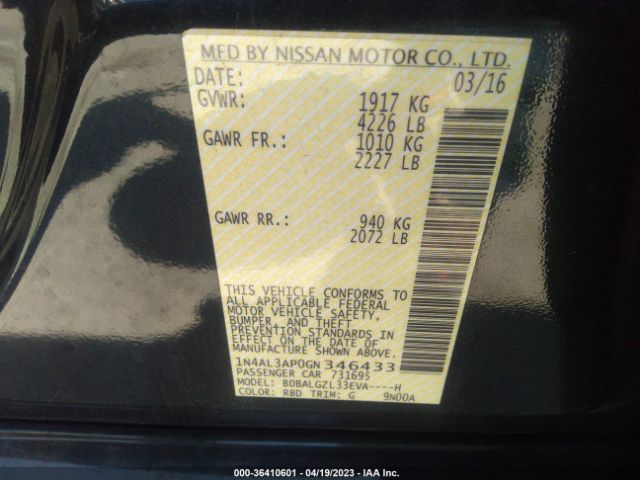 MFD BY NISSAN MOTOR CO., LTD.
DATE: 03/16
GVWR: 1917 KG
4226 LB
GAWR FR.: 1010 KG
2227 LB
GAWR RR.: 940 KG
2072 LB
THIS VEHICLE CONFORMS TO
ALL APPLICABLE FEDERAL
MOTOR VEHICLE SAFETY,
BUMPER, AND THEFT
PREVENTION STANDARDS IN
EFFECT ON THE DATE OF
MANUFACTURE SHOWN ABOVE.
1N4AL3AP0GN346433
PASSENGER CAR 731695
MODEL: BDBALGZL33EVA----H
COLOR: RBD TRIM: G 9N00A
000-36410601 - 04/19/2023 - IAA Inc.